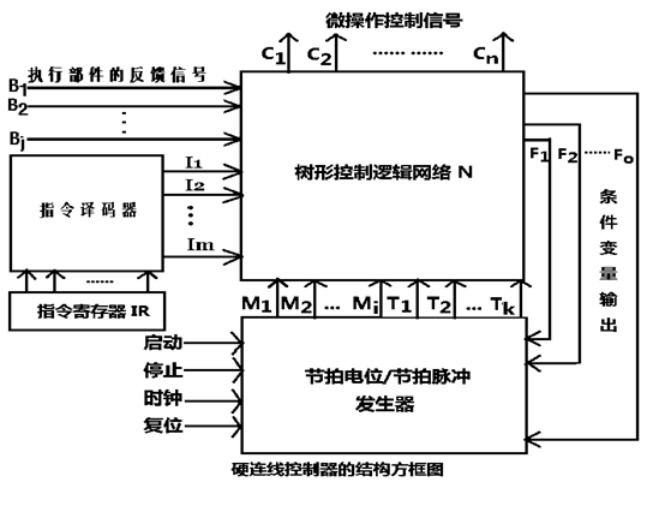 微操作控制信号
C1 C2 …… …… Cn
执行部件的反馈信号
B1
B2
⋮
Bj
指令译码器
I1
I2
⋮
Im
树形控制逻辑网络 N
F1 F2 …… Fo
条件变量输出
指令寄存器 IR
……
M1 M2 … Mi T1 T2 … Tk
启动
停止
时钟
复位
节拍电位/节拍脉冲
发生器
硬连线控制器的结构方框图